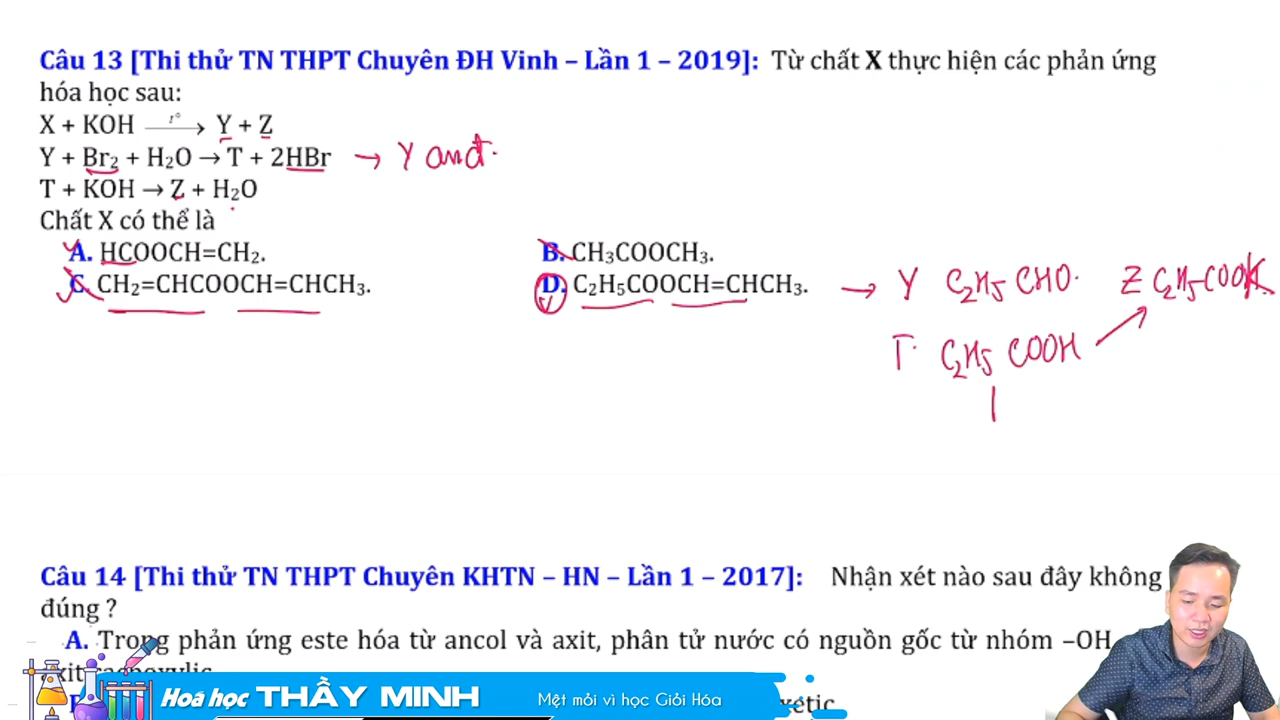 Câu 13 [Thi thử TN THPT Chuyên ĐH Vinh – Lần 1 – 2019]: Từ chất X thực hiện các phản ứng
hóa học sau:
X + KOH t° → Y + Z
Y + Br₂ + H₂O → T + 2HBr → Y anđ.
T + KOH → Z + H₂O
Chất X có thể là
A. HCOOCH=CH₂. B. CH₃COOCH₃.
C. CH₂=CHCOOCH=CHCH₃. D. C₂H₅COOCH=CHCH₃. → Y C₂H₅CHO. Z C₂H₅COOK
T. C₂H₅COOH
Câu 14 [Thi thử TN THPT Chuyên KHTN – HN – Lần 1 – 2017]: Nhận xét nào sau đây không
đúng ?
A. Trong phản ứng este hóa từ ancol và axit, phân tử nước có nguồn gốc từ nhóm –OH
Hoá học THẦY MINH Mệt mỏi vì học Giỏi Hóa